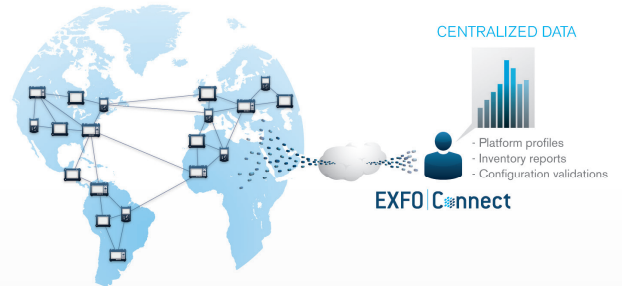 CENTRALIZED DATA
- Platform profiles
- Inventory reports
- Configuration validations
EXFO Connect